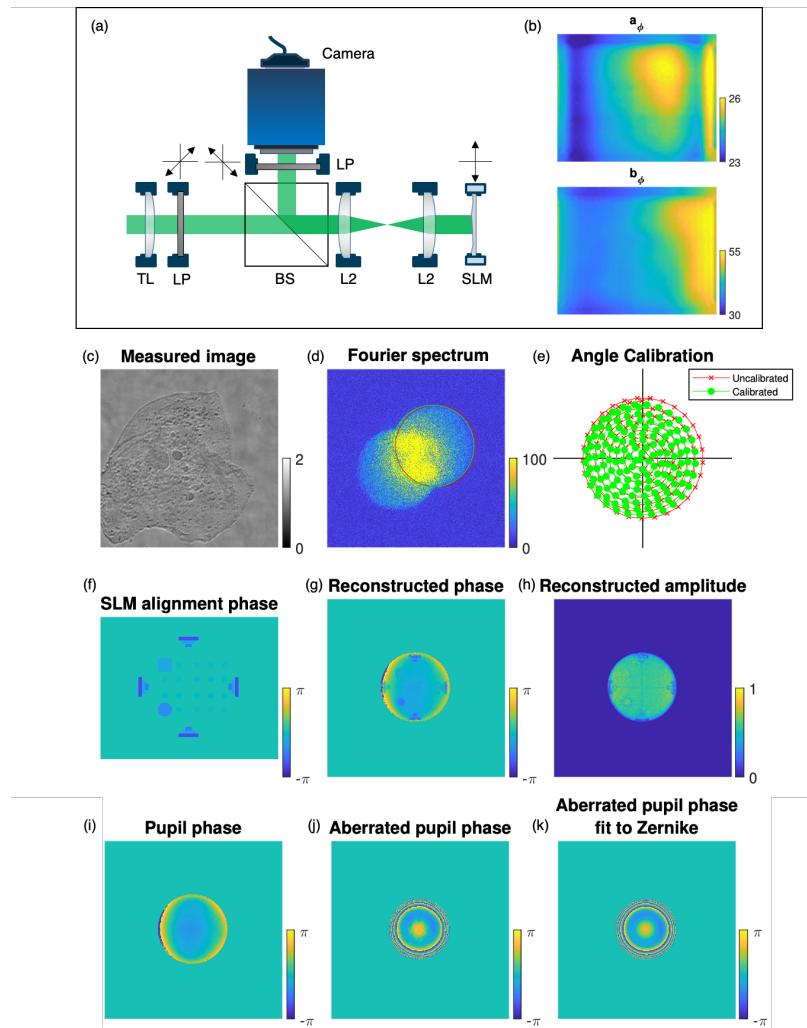 (a)
Camera
LP
TL
LP
BS
L2
L2
SLM
(b)
aϕ
26
23
bϕ
55
30
(c)
Measured image
2
0
(d)
Fourier spectrum
100
0
(e)
Angle Calibration
Uncalibrated
Calibrated
(f)
SLM alignment phase
π
-π
(g)
Reconstructed phase
π
-π
(h)
Reconstructed amplitude
1
0
(i)
Pupil phase
π
-π
(j)
Aberrated pupil phase
π
-π
(k)
Aberrated pupil phase
fit to Zernike
π
-π